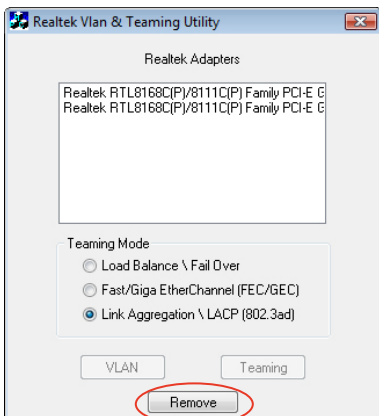 Realtek Vlan & Teaming Utility
Realtek Adapters
Realtek RTL8168C(P)/8111C(P) Family PCI-E G
Realtek RTL8168C(P)/8111C(P) Family PCI-E G
Teaming Mode
Load Balance \ Fail Over
Fast/Giga EtherChannel (FEC/GEC)
Link Aggregation \ LACP (802.3ad)
VLAN Teaming
Remove